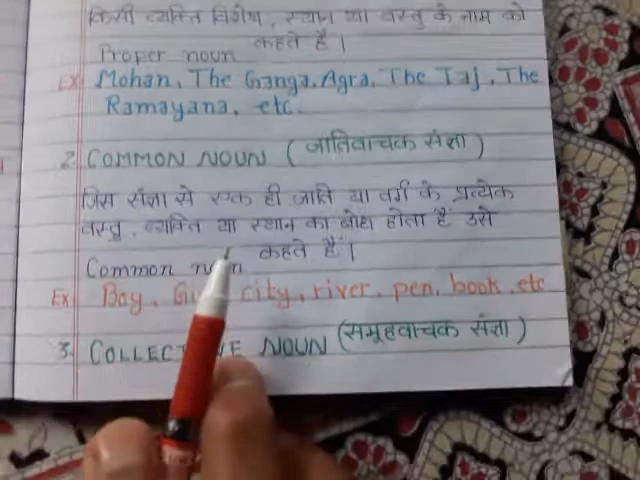 किसी व्यक्ति विशेष, स्थान या वस्तु के नाम को
Proper noun कहते है ।
Ex Mohan, The Ganga, Agra, The Taj, The
Ramayana, etc.
2. COMMON NOUN (जातिवाचक संज्ञा)
जिस संज्ञा से एक ही जाति या वर्ग के प्रत्येक
वस्तु, व्यक्ति या स्थान का बोध होता है उसे
Common noun कहते हैं ।
Ex: Boy, city, river, pen, book, etc
3. COLLECTIVE NOUN (समूहवाचक संज्ञा)